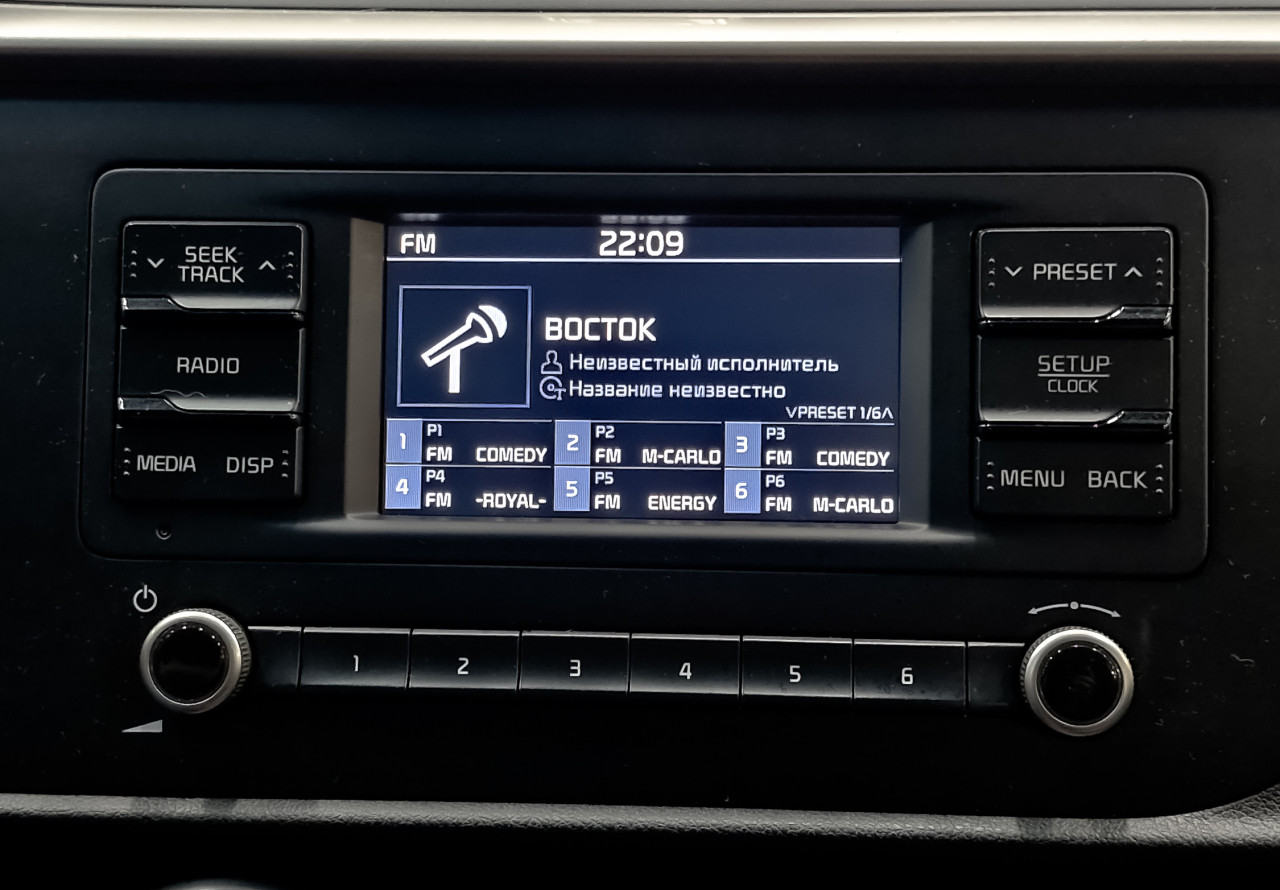 SEEK
TRACK
RADIO
MEDIA DISP
FM 22:09
ВОСТОК
Неизвестный исполнитель
Название неизвестно
PRESET 1/6
1 P1 FM COMEDY
2 P2 FM M-CARLO
3 P3 FM COMEDY
4 P4 FM -ROYAL-
5 P5 FM ENERGY
6 P6 FM M-CARLO
PRESET
SETUP
CLOCK
MENU BACK
1 2 3 4 5 6